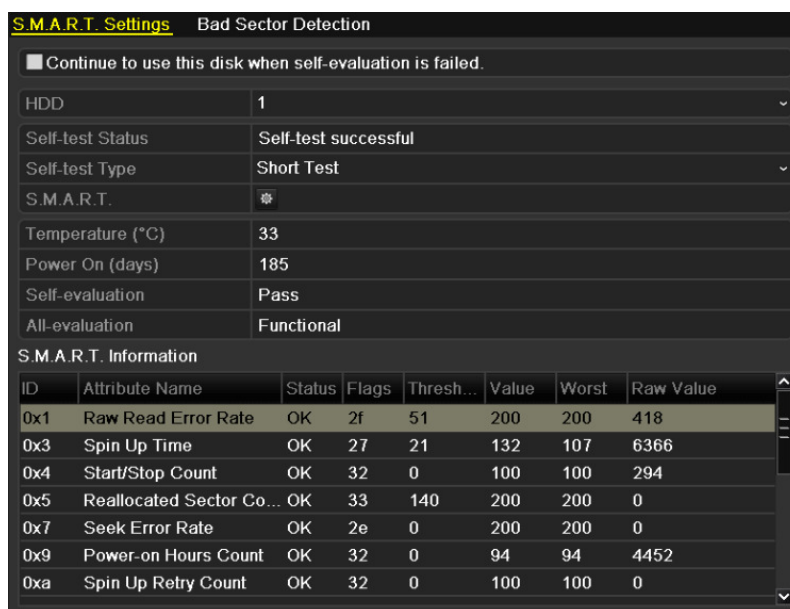 S.M.A.R.T. Settings Bad Sector Detection
Continue to use this disk when self-evaluation is failed.
HDD 1
Self-test Status Self-test successful
Self-test Type Short Test
S.M.A.R.T.
Temperature (°C) 33
Power On (days) 185
Self-evaluation Pass
All-evaluation Functional
S.M.A.R.T. Information
ID Attribute Name Status Flags Thresh... Value Worst Raw Value
0x1 Raw Read Error Rate OK 2f 51 200 200 418
0x3 Spin Up Time OK 27 21 132 107 6366
0x4 Start/Stop Count OK 32 0 100 100 294
0x5 Reallocated Sector Co... OK 33 140 200 200 0
0x7 Seek Error Rate OK 2e 0 200 200 0
0x9 Power-on Hours Count OK 32 0 94 94 4452
0xa Spin Up Retry Count OK 32 0 100 100 0